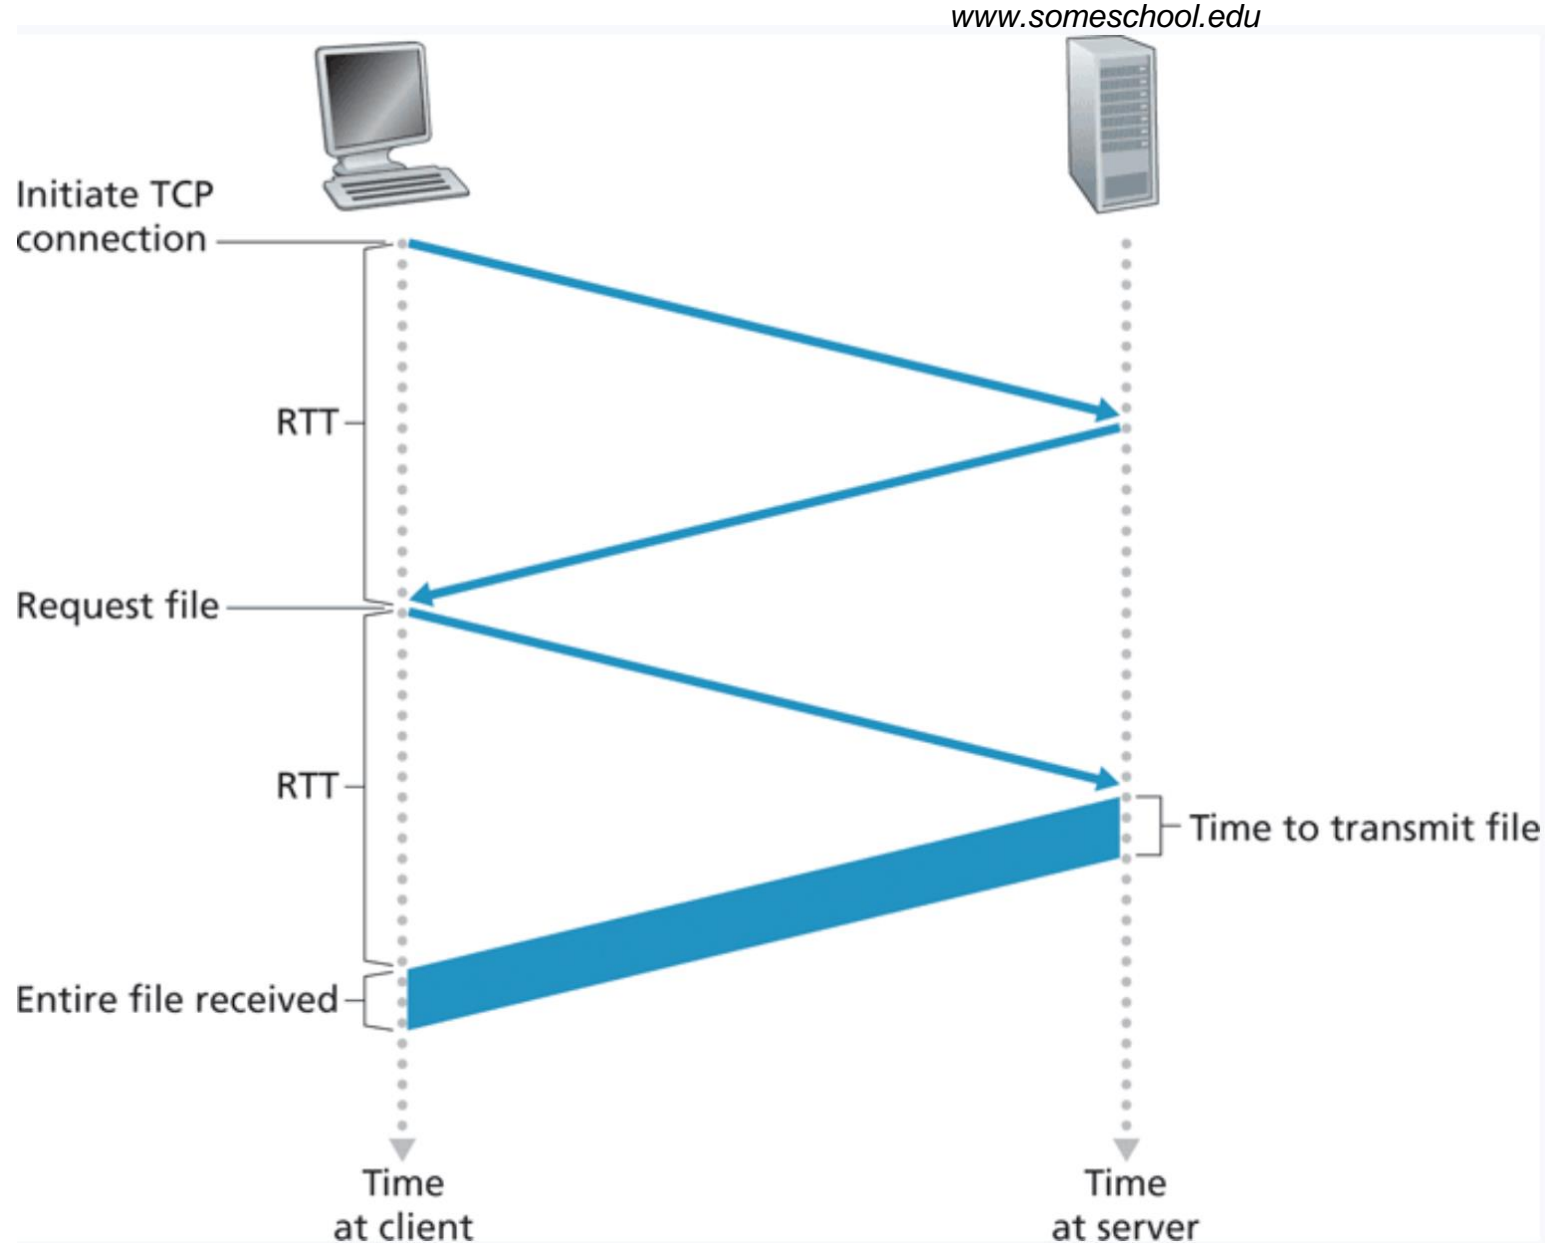 www.someschool.edu
Initiate TCP
connection
RTT
Request file
RTT
Time to transmit file
Entire file received
Time
at client
Time
at server